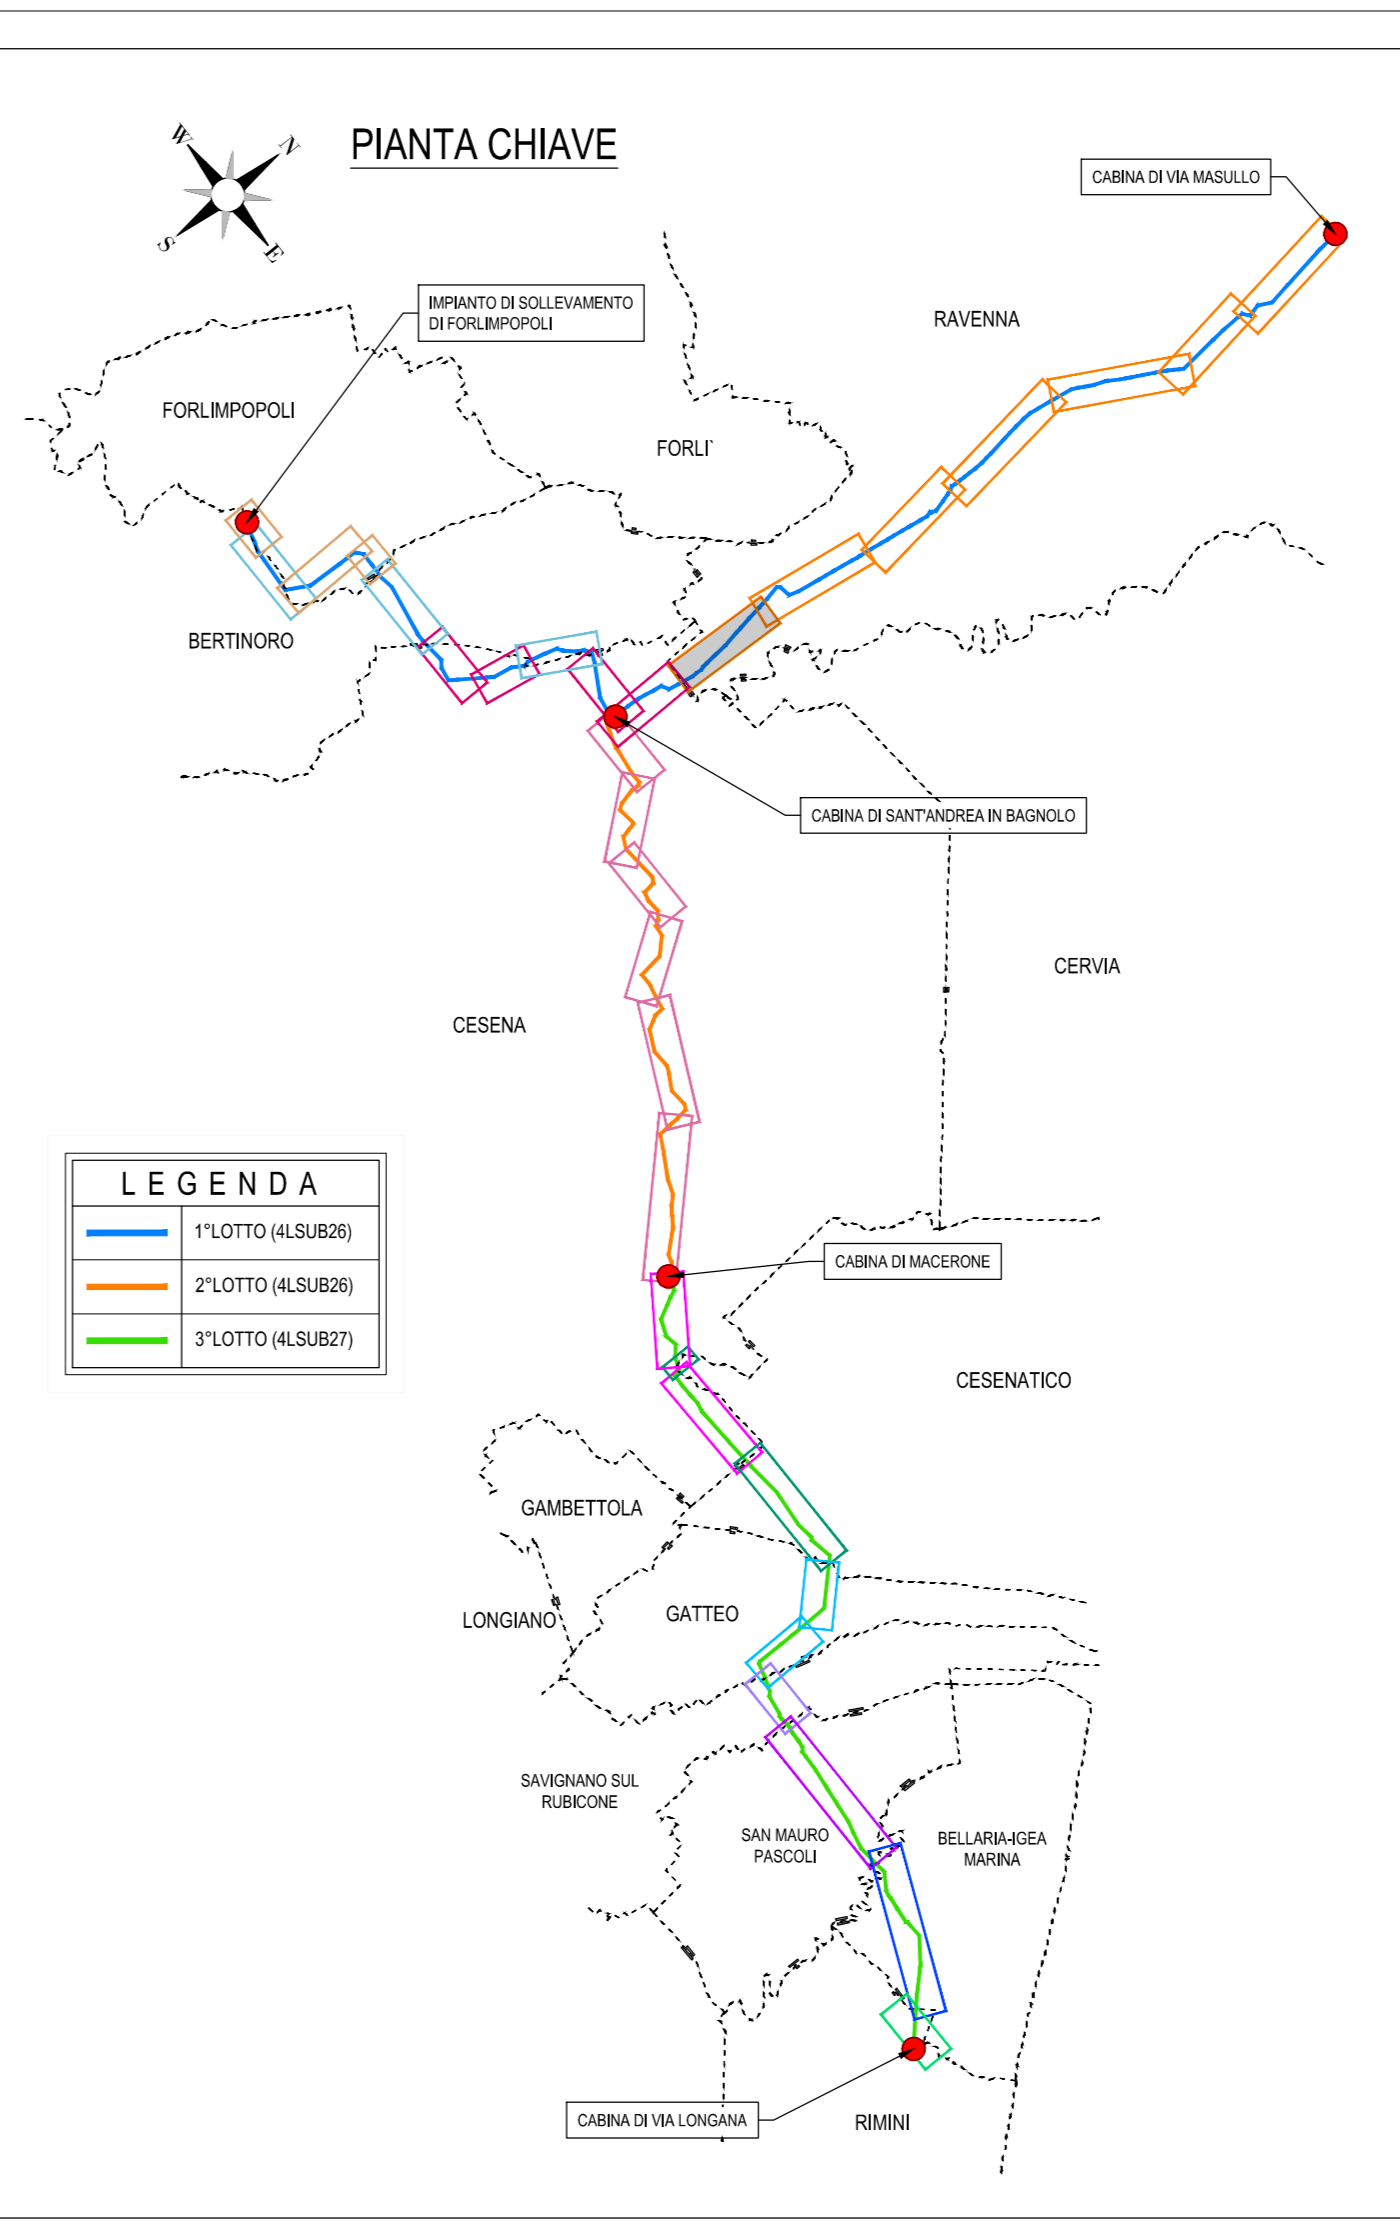 PIANTA CHIAVE
W
N
S
E
CABINA DI VIA MASULLO
IMPIANTO DI SOLLEVAMENTO
DI FORLIMPOPOLI
RAVENNA
FORLIMPOPOLI
FORLI`
BERTINORO
CABINA DI SANT'ANDREA IN BAGNOLO
CERVIA
CESENA
LEGENDA
1°LOTTO (4LSUB26)
2°LOTTO (4LSUB26)
3°LOTTO (4LSUB27)
CABINA DI MACERONE
CESENATICO
GAMBETTOLA
LONGIANO
GATTEO
SAVIGNANO SUL
RUBICONE
SAN MAURO
PASCOLI
BELLARIA-IGEA
MARINA
CABINA DI VIA LONGANA
RIMINI